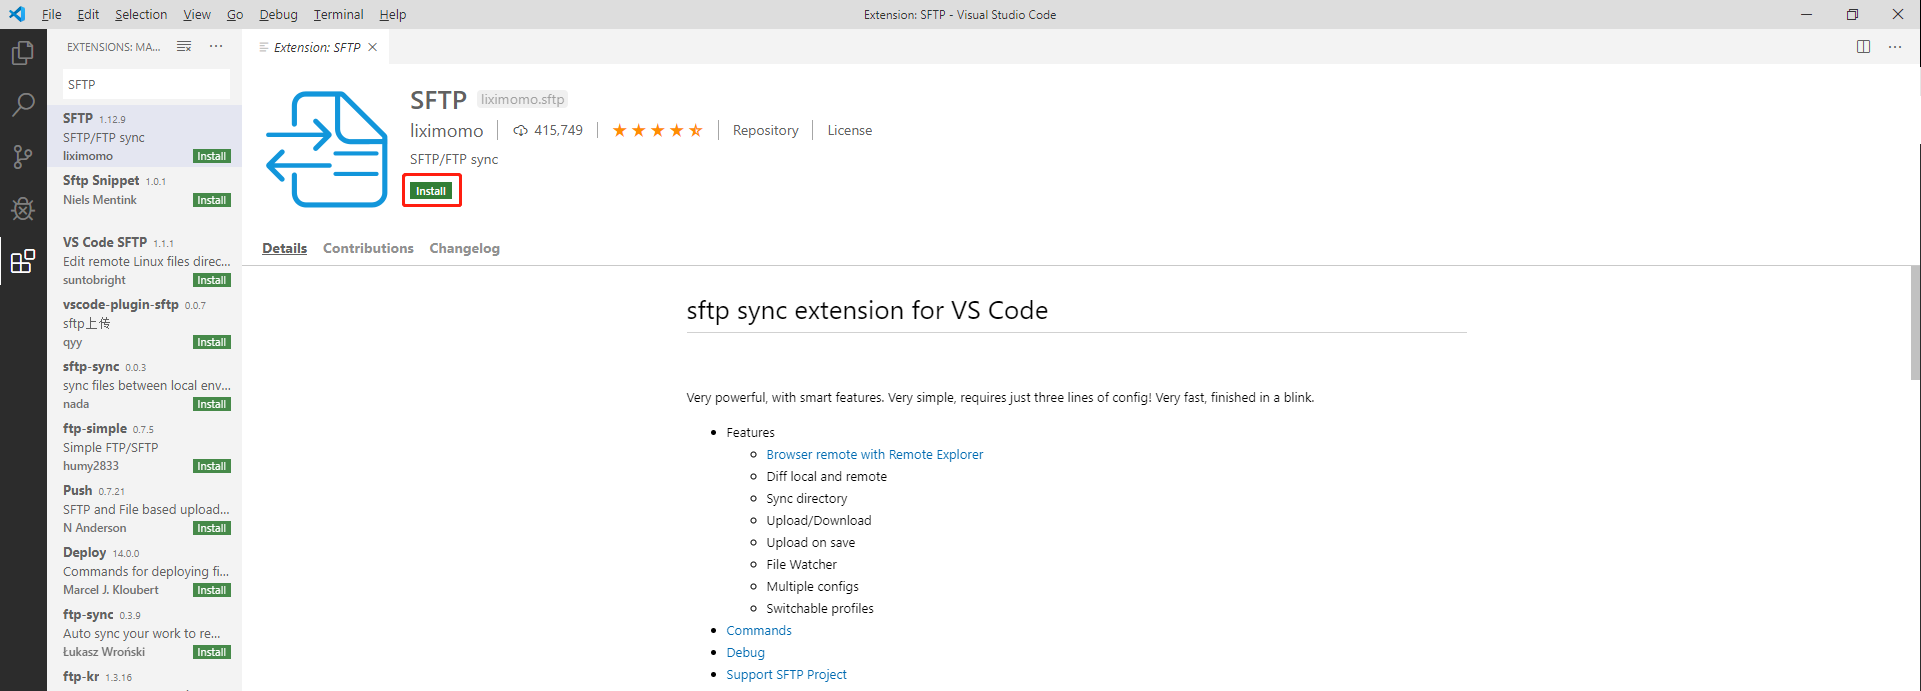 File Edit Selection View Go Debug Terminal Help
Extension: SFTP - Visual Studio Code
EXTENSIONS: MA...
SFTP
SFTP 1.12.9
SFTP/FTP sync
liximomo Install
Sftp Snippet 1.0.1
Niels Mentink Install
VS Code SFTP 1.1.1
Edit remote Linux files direc...
suntobright Install
vscode-plugin-sftp 0.0.7
sftp上传
qyy Install
sftp-sync 0.0.3
sync files between local env...
nada Install
ftp-simple 0.7.5
Simple FTP/SFTP
humy2833 Install
Push 0.7.21
SFTP and File based upload...
N Anderson Install
Deploy 14.0.0
Commands for deploying fi...
Marcel J. Kloubert Install
ftp-sync 0.3.9
Auto sync your work to re...
Łukasz Wroński Install
ftp-kr 1.3.16
Extension: SFTP
SFTP liximomo.sftp
liximomo 415,749 Repository License
SFTP/FTP sync
Install
Details Contributions Changelog
sftp sync extension for VS Code
Very powerful, with smart features. Very simple, requires just three lines of config! Very fast, finished in a blink.
Features
Browser remote with Remote Explorer
Diff local and remote
Sync directory
Upload/Download
Upload on save
File Watcher
Multiple configs
Switchable profiles
Commands
Debug
Support SFTP Project